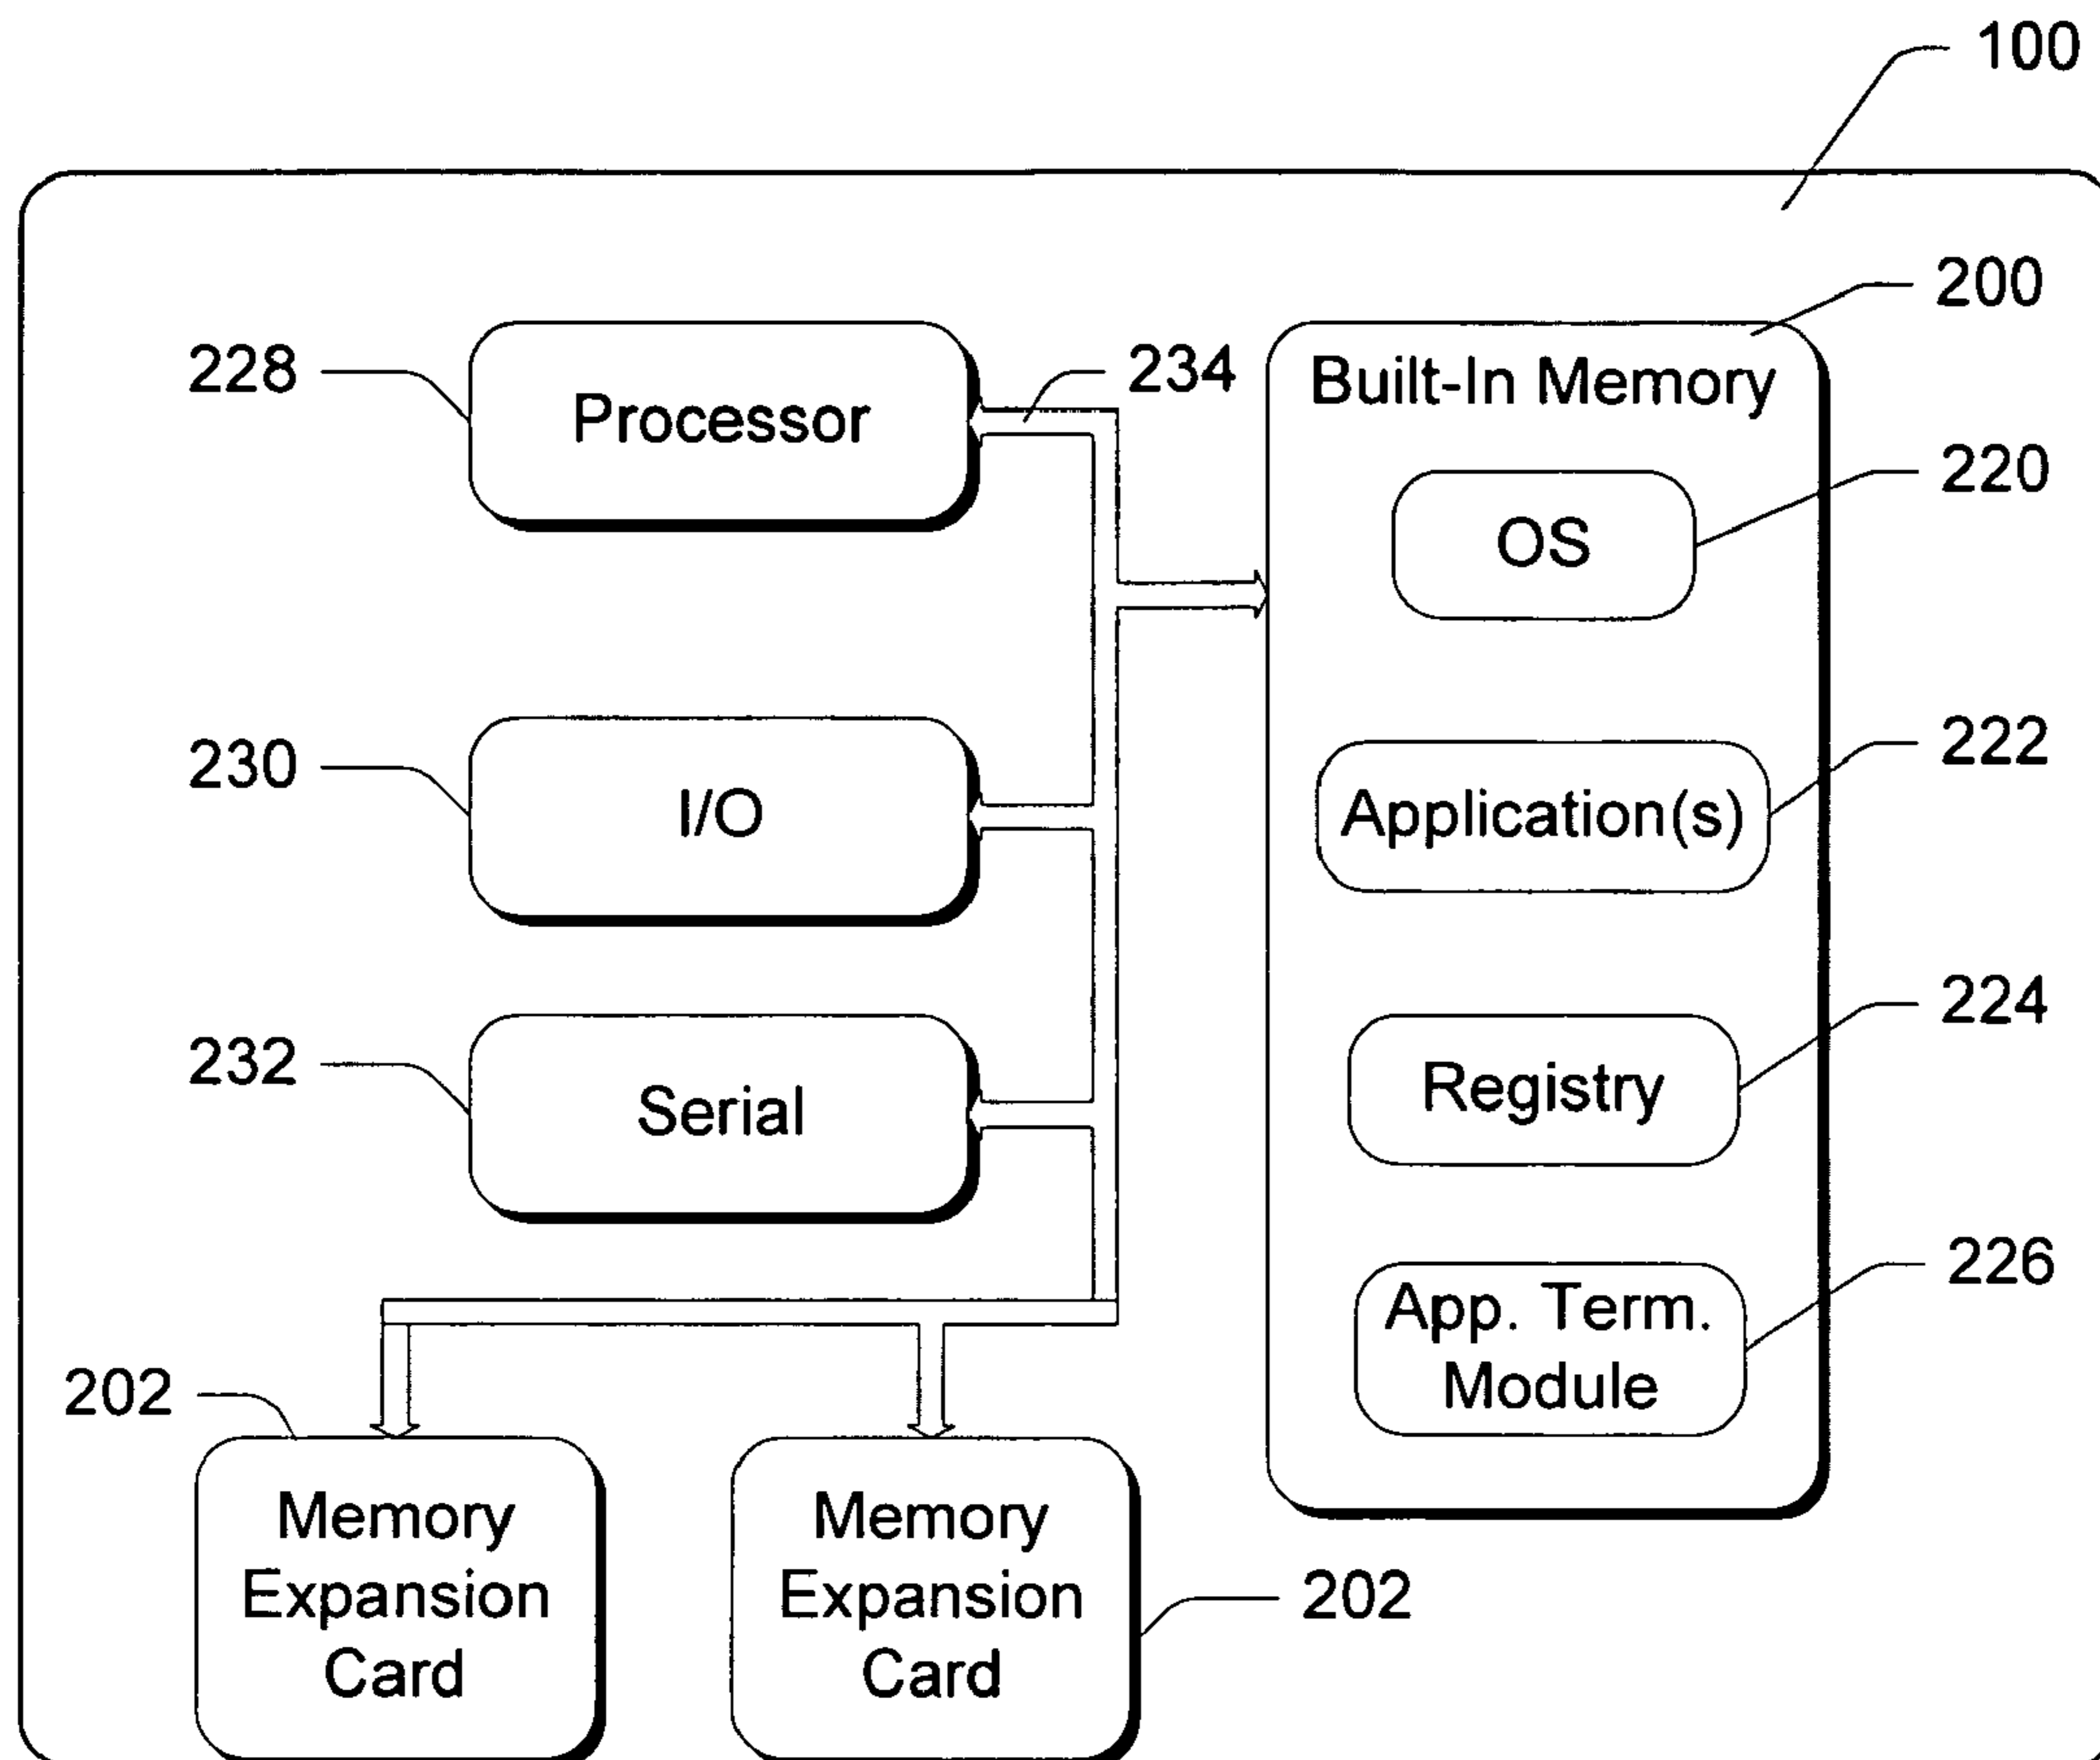 100
200
228
Processor
234
Built-In Memory
220
OS
222
230
I/O
Application(s)
224
232
Serial
Registry
226
App. Term.
Module
202
Memory
Expansion
Card
Memory
Expansion
Card
202